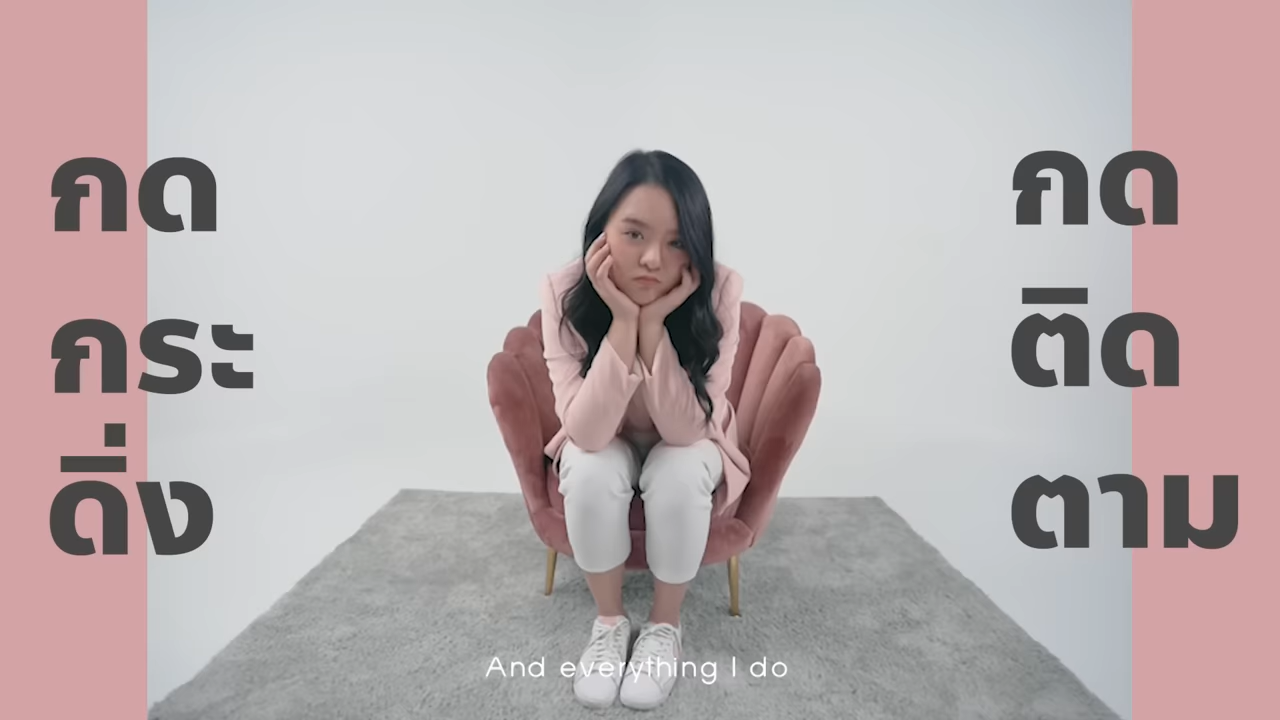 กด
กระ
ดิ่ง
กด
ติด
ตาม
And everything I do